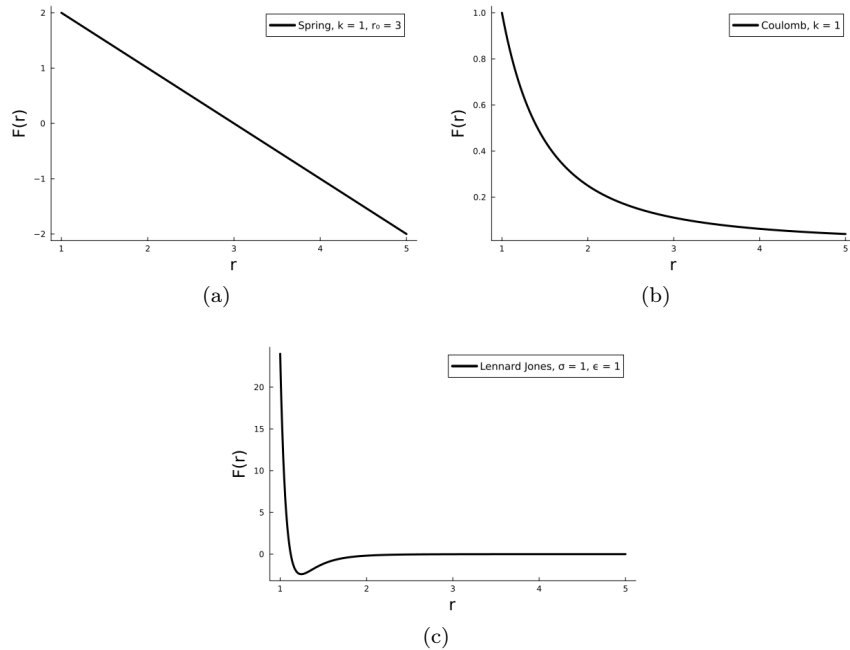 2
1
0
−1
−2
F(r)
1
2
3
4
5
r
Spring, k = 1, r₀ = 3
(a)
1.0
0.8
0.6
0.4
0.2
F(r)
1
2
3
4
5
r
Coulomb, k = 1
(b)
20
15
10
5
0
F(r)
1
2
3
4
5
r
Lennard Jones, σ = 1, ϵ = 1
(c)